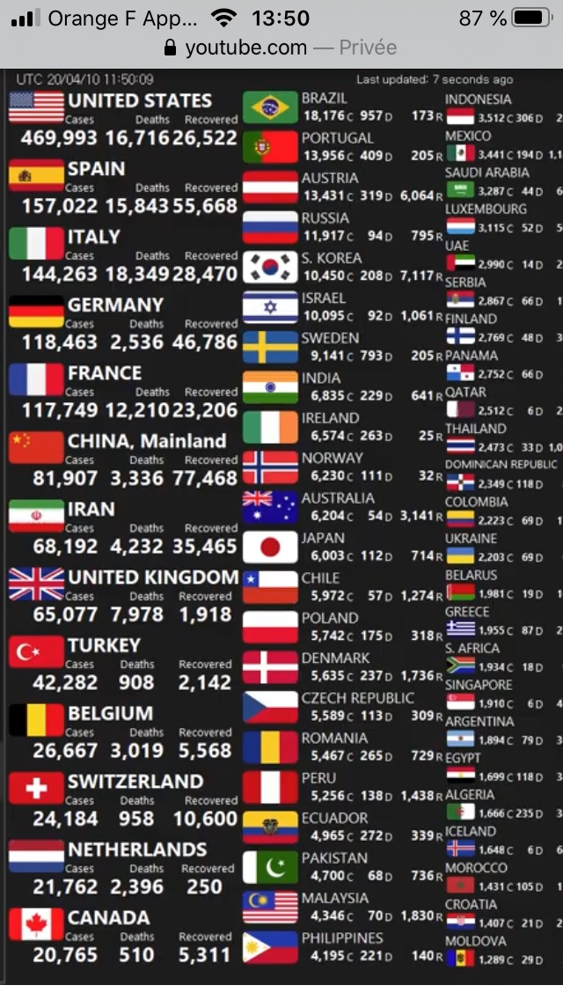 Orange F App... 13:50 87 %
youtube.com — Privée
UTC 20/04/10 11:50:09 Last updated: 7 seconds ago
UNITED STATES
Cases Deaths Recovered
469,993 16,716 26,522
SPAIN
Cases Deaths Recovered
157,022 15,843 55,668
ITALY
Cases Deaths Recovered
144,263 18,349 28,470
GERMANY
Cases Deaths Recovered
118,463 2,536 46,786
FRANCE
Cases Deaths Recovered
117,749 12,210 23,206
CHINA, Mainland
Cases Deaths Recovered
81,907 3,336 77,468
IRAN
Cases Deaths Recovered
68,192 4,232 35,465
UNITED KINGDOM
Cases Deaths Recovered
65,077 7,978 1,918
TURKEY
Cases Deaths Recovered
42,282 908 2,142
BELGIUM
Cases Deaths Recovered
26,667 3,019 5,568
SWITZERLAND
Cases Deaths Recovered
24,184 958 10,600
NETHERLANDS
Cases Deaths Recovered
21,762 2,396 250
CANADA
Cases Deaths Recovered
20,765 510 5,311
BRAZIL
18,176 C 957 D 173 R
PORTUGAL
13,956 C 409 D 205 R
AUSTRIA
13,431 C 319 D 6,064 R
RUSSIA
11,917 C 94 D 795 R
S. KOREA
10,450 C 208 D 7,117 R
ISRAEL
10,095 C 92 D 1,061 R
SWEDEN
9,141 C 793 D 205 R
INDIA
6,835 C 229 D 641 R
IRELAND
6,574 C 263 D 25 R
NORWAY
6,230 C 111 D 32 R
AUSTRALIA
6,204 C 54 D 3,141 R
JAPAN
6,003 C 112 D 714 R
CHILE
5,972 C 57 D 1,274 R
POLAND
5,742 C 175 D 318 R
DENMARK
5,635 C 237 D 1,736 R
CZECH REPUBLIC
5,589 C 113 D 309 R
ROMANIA
5,467 C 265 D 729 R
PERU
5,256 C 138 D 1,438 R
ECUADOR
4,965 C 272 D 339 R
PAKISTAN
4,700 C 68 D 736 R
MALAYSIA
4,346 C 70 D 1,830 R
PHILIPPINES
4,195 C 221 D 140 R
INDONESIA
3,512 C 306 D 2
MEXICO
3,441 C 194 D 1,1
SAUDI ARABIA
3,287 C 44 D 6
LUXEMBOURG
3,115 C 52 D 5
UAE
2,990 C 14 D 2
SERBIA
2,867 C 66 D 1
FINLAND
2,769 C 48 D 3
PANAMA
2,752 C 66 D
QATAR
2,512 C 6 D 2
THAILAND
2,473 C 33 D 1,0
DOMINICAN REPUBLIC
2,349 C 118 D
COLOMBIA
2,223 C 69 D 1
UKRAINE
2,203 C 69 D
BELARUS
1,981 C 19 D 1
GREECE
1,955 C 87 D 2
S. AFRICA
1,934 C 18 D
SINGAPORE
1,910 C 6 D 4
ARGENTINA
1,894 C 79 D 3
EGYPT
1,699 C 118 D 3
ALGERIA
1,666 C 235 D 3
ICELAND
1,648 C 6 D 6
MOROCCO
1,431 C 105 D 1
CROATIA
1,407 C 21 D 2
MOLDOVA
1,289 C 29 D